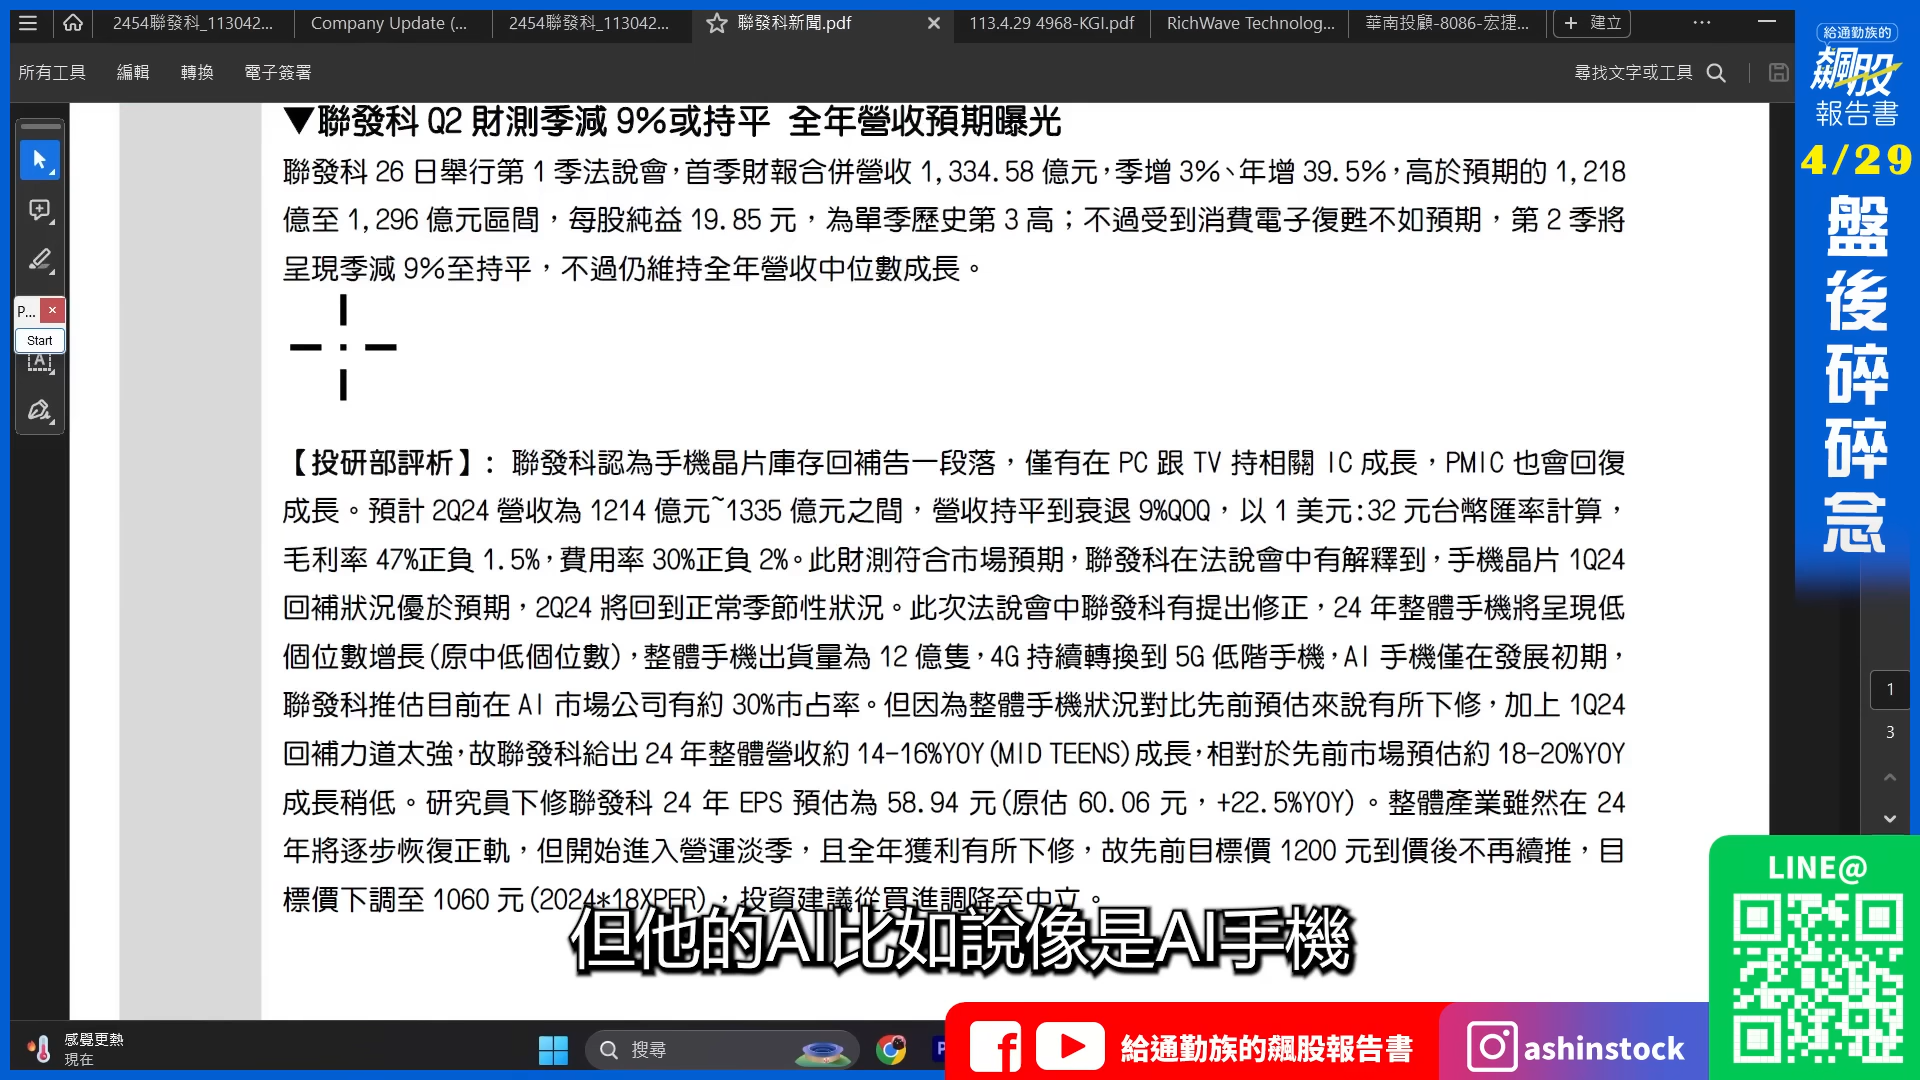 2454聯發科_113042...
Company Update (...
2454聯發科_113042...
聯發科新聞.pdf
113.4.29 4968-KGI.pdf
RichWave Technolog...
華南投顧-8086-宏捷...
建立
所有工具
編輯
轉換
電子簽署
尋找文字或工具
▼聯發科 Q2 財測季減 9%或持平 全年營收預期曝光
聯發科 26 日舉行第 1 季法說會，首季財報合併營收 1,334.58 億元，季增 3%、年增 39.5%，高於預期的 1,218
億至 1,296 億元區間，每股純益 19.85 元，為單季歷史第 3 高；不過受到消費電子復甦不如預期，第 2 季將
呈現季減 9%至持平，不過仍維持全年營收中位數成長。
P...
Start
【投研部評析】: 聯發科認為手機晶片庫存回補告一段落，僅有在 PC 跟 TV 持相關 IC 成長，PMIC 也會回復
成長。預計 2Q24 營收為 1214 億元~1335 億元之間，營收持平到衰退 9%QOQ，以 1 美元:32 元台幣匯率計算，
毛利率 47%正負 1.5%，費用率 30%正負 2%。此財測符合市場預期，聯發科在法說會中有解釋到，手機晶片 1Q24
回補狀況優於預期，2Q24 將回到正常季節性狀況。此次法說會中聯發科有提出修正，24 年整體手機將呈現低
個位數增長(原中低個位數)，整體手機出貨量為 12 億隻，4G 持續轉換到 5G 低階手機，AI 手機僅在發展初期，
聯發科推估目前在 AI 市場公司有約 30%市占率。但因為整體手機狀況對比先前預估來說有所下修，加上 1Q24
回補力道太強，故聯發科給出 24 年整體營收約 14-16%YOY(MID TEENS)成長，相對於先前市場預估約 18-20%YOY
成長稍低。研究員下修聯發科 24 年 EPS 預估為 58.94 元(原估 60.06 元，+22.5%YOY)。整體產業雖然在 24
年將逐步恢復正軌，但開始進入營運淡季，且全年獲利有所下修，故先前目標價 1200 元到價後不再續推，目
標價下調至 1060 元(2024*18XPER)，投資建議從買進調降至中立。
但他的AI比如說像是AI手機
1
3
給通勤族的
飆股
報告書
4/29
盤後碎碎念
LINE@
感覺更熱
現在
搜尋
給通勤族的飆股報告書
ashinstock